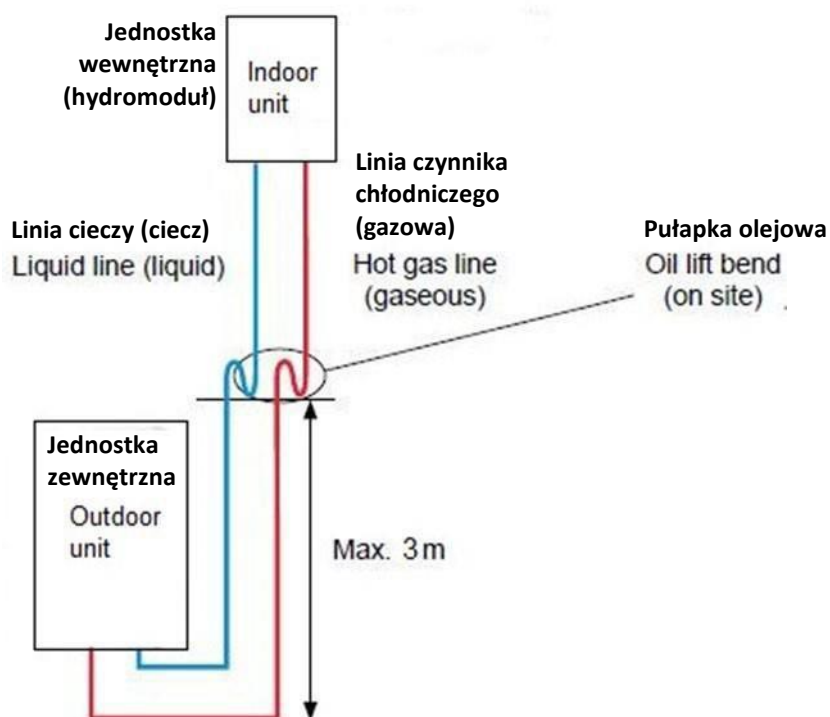 Jednostka
wewnętrzna
(hydromoduł)
Indoor
unit
Linia czynnika
chłodniczego
(gazowa)
Linia cieczy (ciecz)
Liquid line (liquid)
Hot gas line
(gaseous)
Pułapka olejowa
Oil lift bend
(on site)
Jednostka
zewnętrzna
Outdoor
unit
Max. 3 m